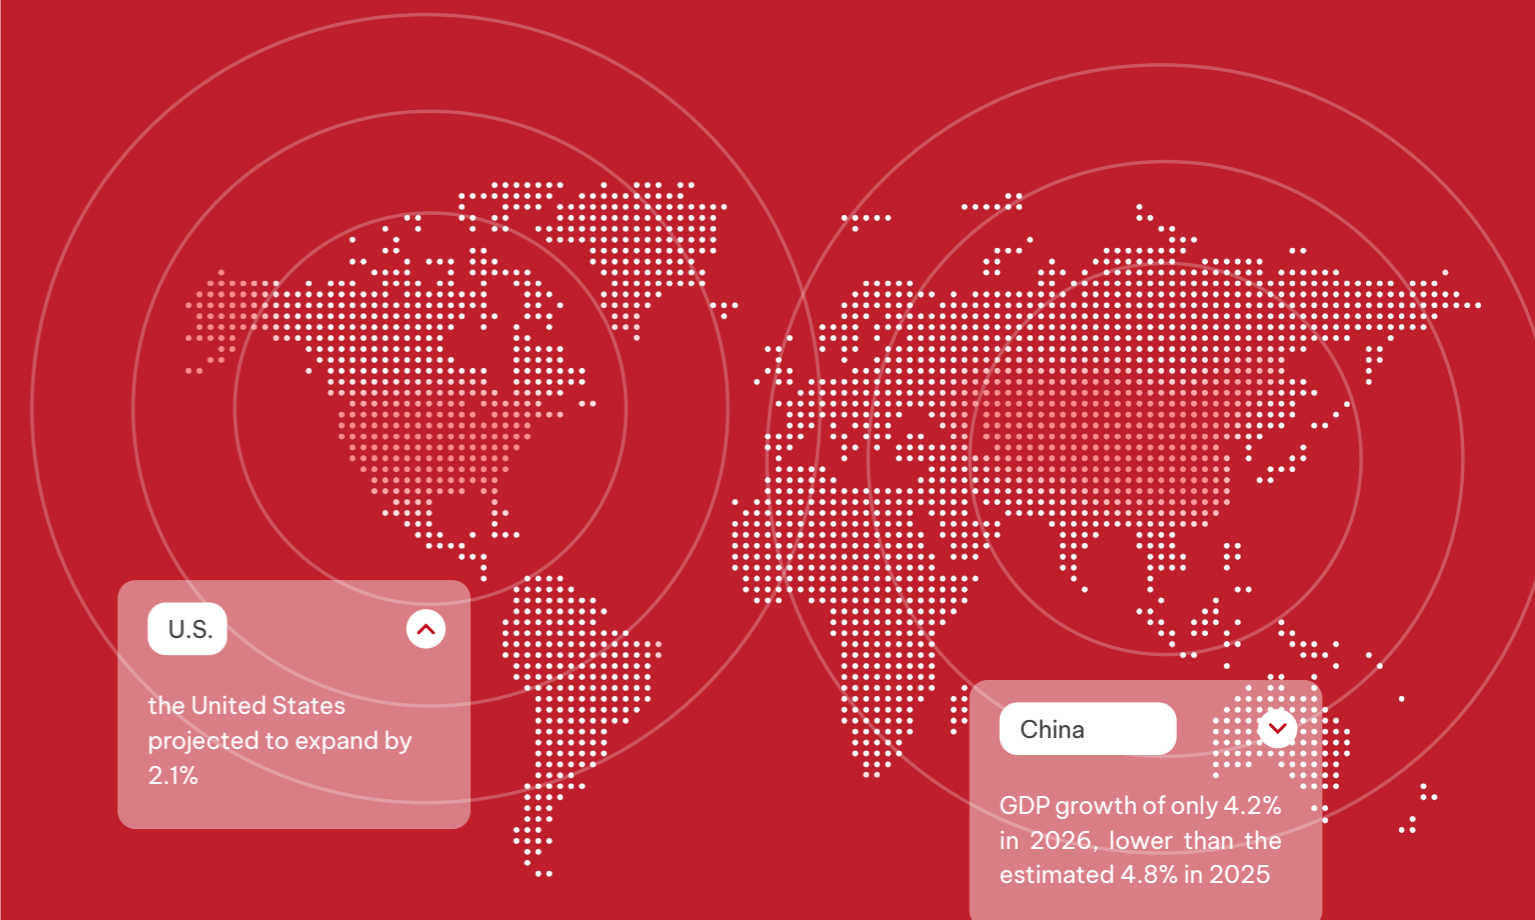 U.S.
the United States
projected to expand by
2.1%
China
GDP growth of only 4.2%
in 2026, lower than the
estimated 4.8% in 2025